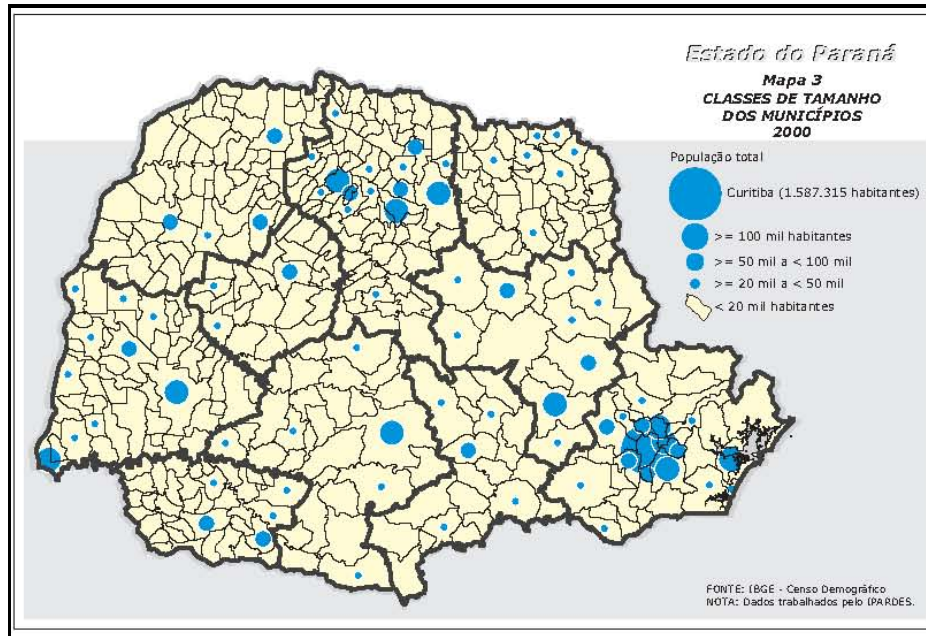 Estado do Paraná
Mapa 3
CLASSES DE TAMANHO
DOS MUNICÍPIOS
2000
População total
Curitiba (1.587.315 habitantes)
>= 100 mil habitantes
>= 50 mil a < 100 mil
>= 20 mil a < 50 mil
< 20 mil habitantes
FONTE: IBGE - Censo Demográfico
NOTA: Dados trabalhados pelo IPARDES.